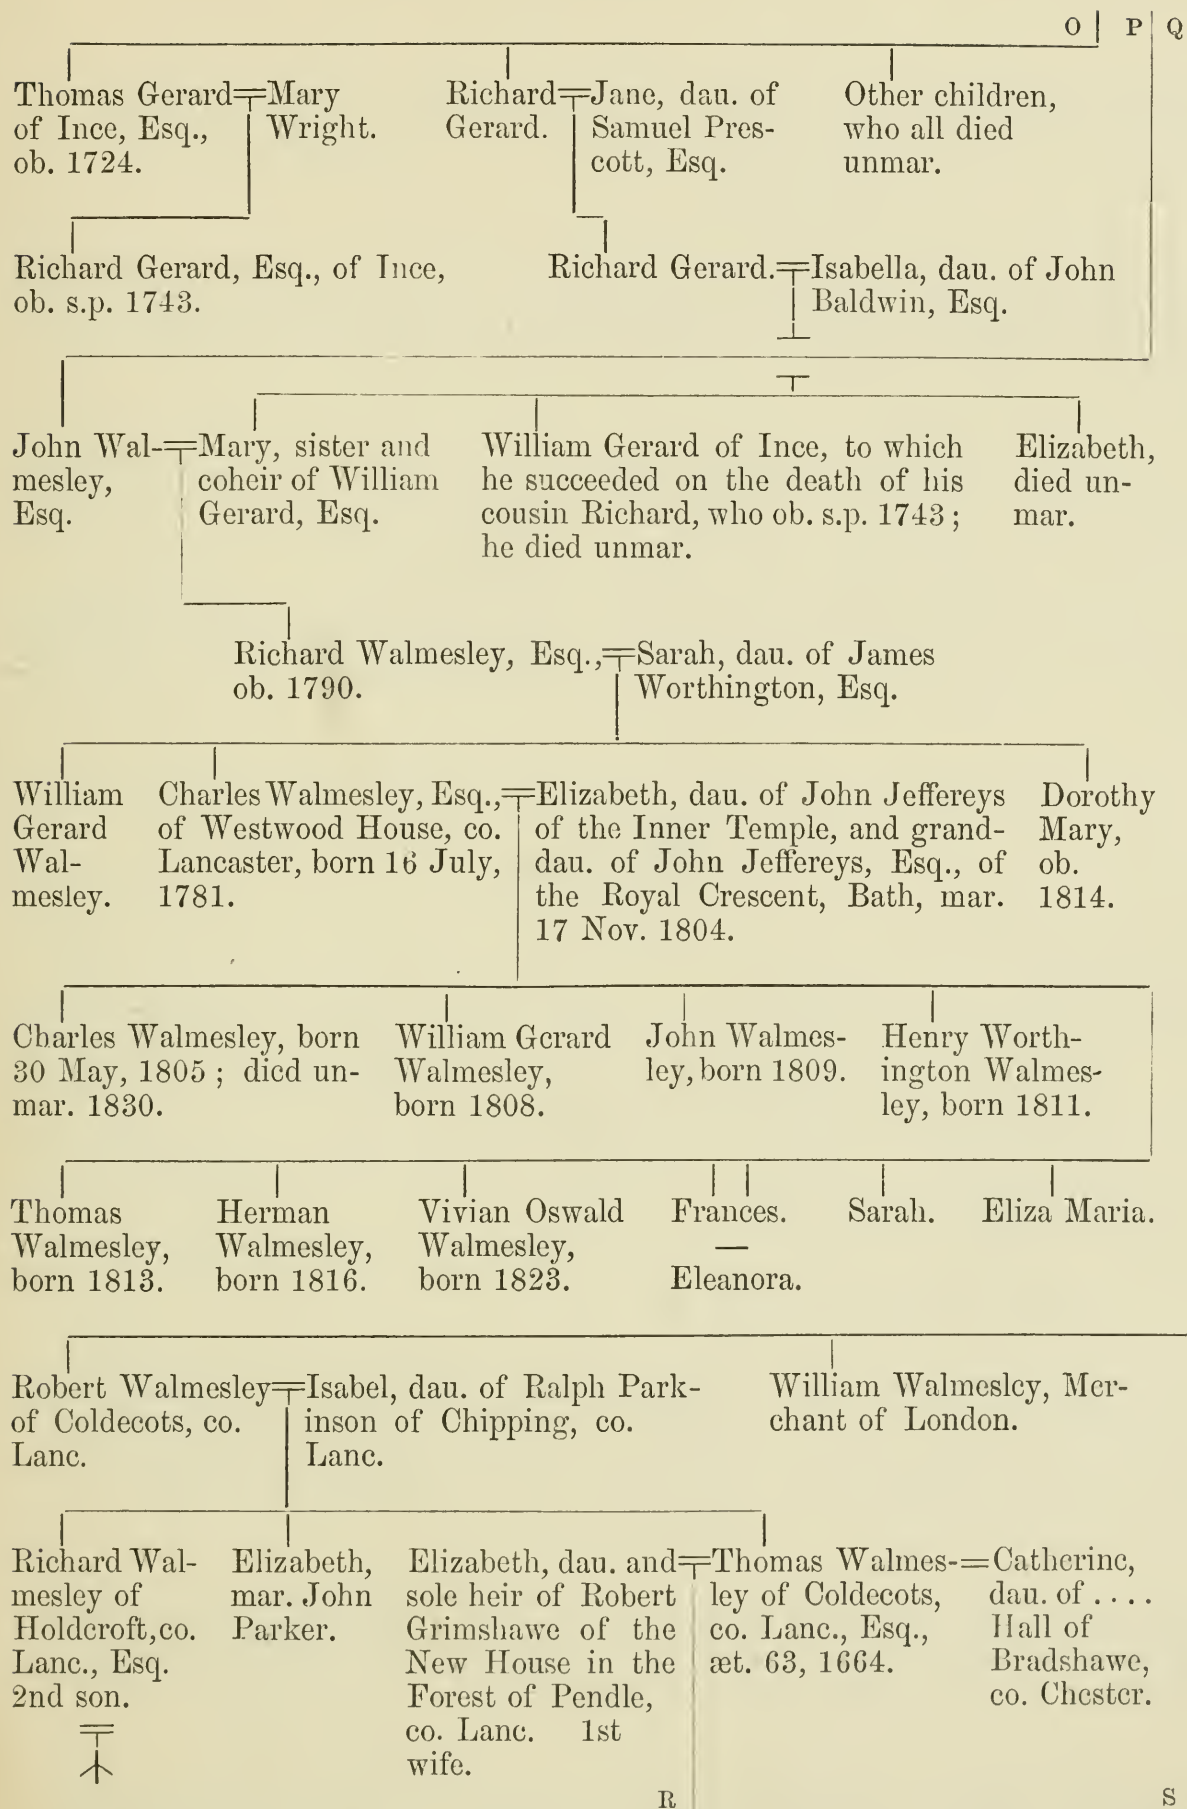 O P Q
Thomas Gerard
of Ince, Esq.,
ob. 1724.
Mary
Wright.
Richard
Gerard.
Jane, dau. of
Samuel Pres-
cott, Esq.
Other children,
who all died
unmar.
Richard Gerard, Esq., of Ince,
ob. s.p. 1743.
Richard Gerard.
Isabella, dau. of John
Baldwin, Esq.
John Wal-
mesley,
Esq.
Mary, sister and
coheir of William
Gerard, Esq.
William Gerard of Ince, to which
he succeeded on the death of his
cousin Richard, who ob. s.p. 1743;
he died unmar.
Elizabeth,
died un-
mar.
Richard Walmesley, Esq.,
ob. 1790.
Sarah, dau. of James
Worthington, Esq.
William
Gerard
Wal-
mesley.
Charles Walmesley, Esq.,
of Westwood House, co.
Lancaster, born 16 July,
1781.
Elizabeth, dau. of John Jeffereys
of the Inner Temple, and grand-
dau. of John Jeffereys, Esq., of
the Royal Crescent, Bath, mar.
17 Nov. 1804.
Dorothy
Mary,
ob.
1814.
Charles Walmesley, born
30 May, 1805; died un-
mar. 1830.
William Gerard
Walmesley,
born 1808.
John Walmes-
ley, born 1809.
Henry Worth-
ington Walmes-
ley, born 1811.
Thomas
Walmesley,
born 1813.
Herman
Walmesley,
born 1816.
Vivian Oswald
Walmesley,
born 1823.
Frances.
—
Eleanora.
Sarah.
Eliza Maria.
Robert Walmesley
of Coldecots, co.
Lanc.
Isabel, dau. of Ralph Park-
inson of Chipping, co.
Lanc.
William Walmesley, Mer-
chant of London.
Richard Wal-
mesley of
Holdcroft, co.
Lanc., Esq.
2nd son.
Elizabeth,
mar. John
Parker.
Elizabeth, dau. and
sole heir of Robert
Grimshawe of the
New House in the
Forest of Pendle,
co. Lanc. 1st
wife.
Thomas Walmes-
ley of Coldecots,
co. Lanc., Esq.,
æt. 63, 1664.
Catherine,
dau. of ....
Hall of
Bradshawe,
co. Chester.
R S